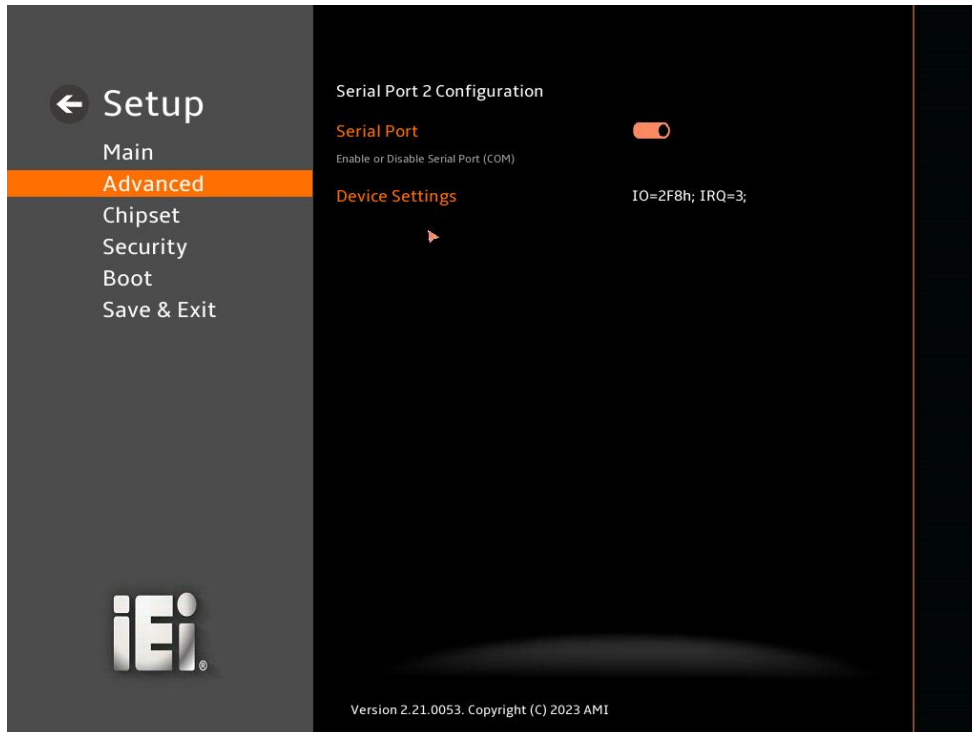 Setup
Main
Advanced
Chipset
Security
Boot
Save & Exit
Serial Port 2 Configuration
Serial Port
Enable or Disable Serial Port (COM)
Device Settings IO=2F8h; IRQ=3;
iEi®
Version 2.21.0053. Copyright (C) 2023 AMI